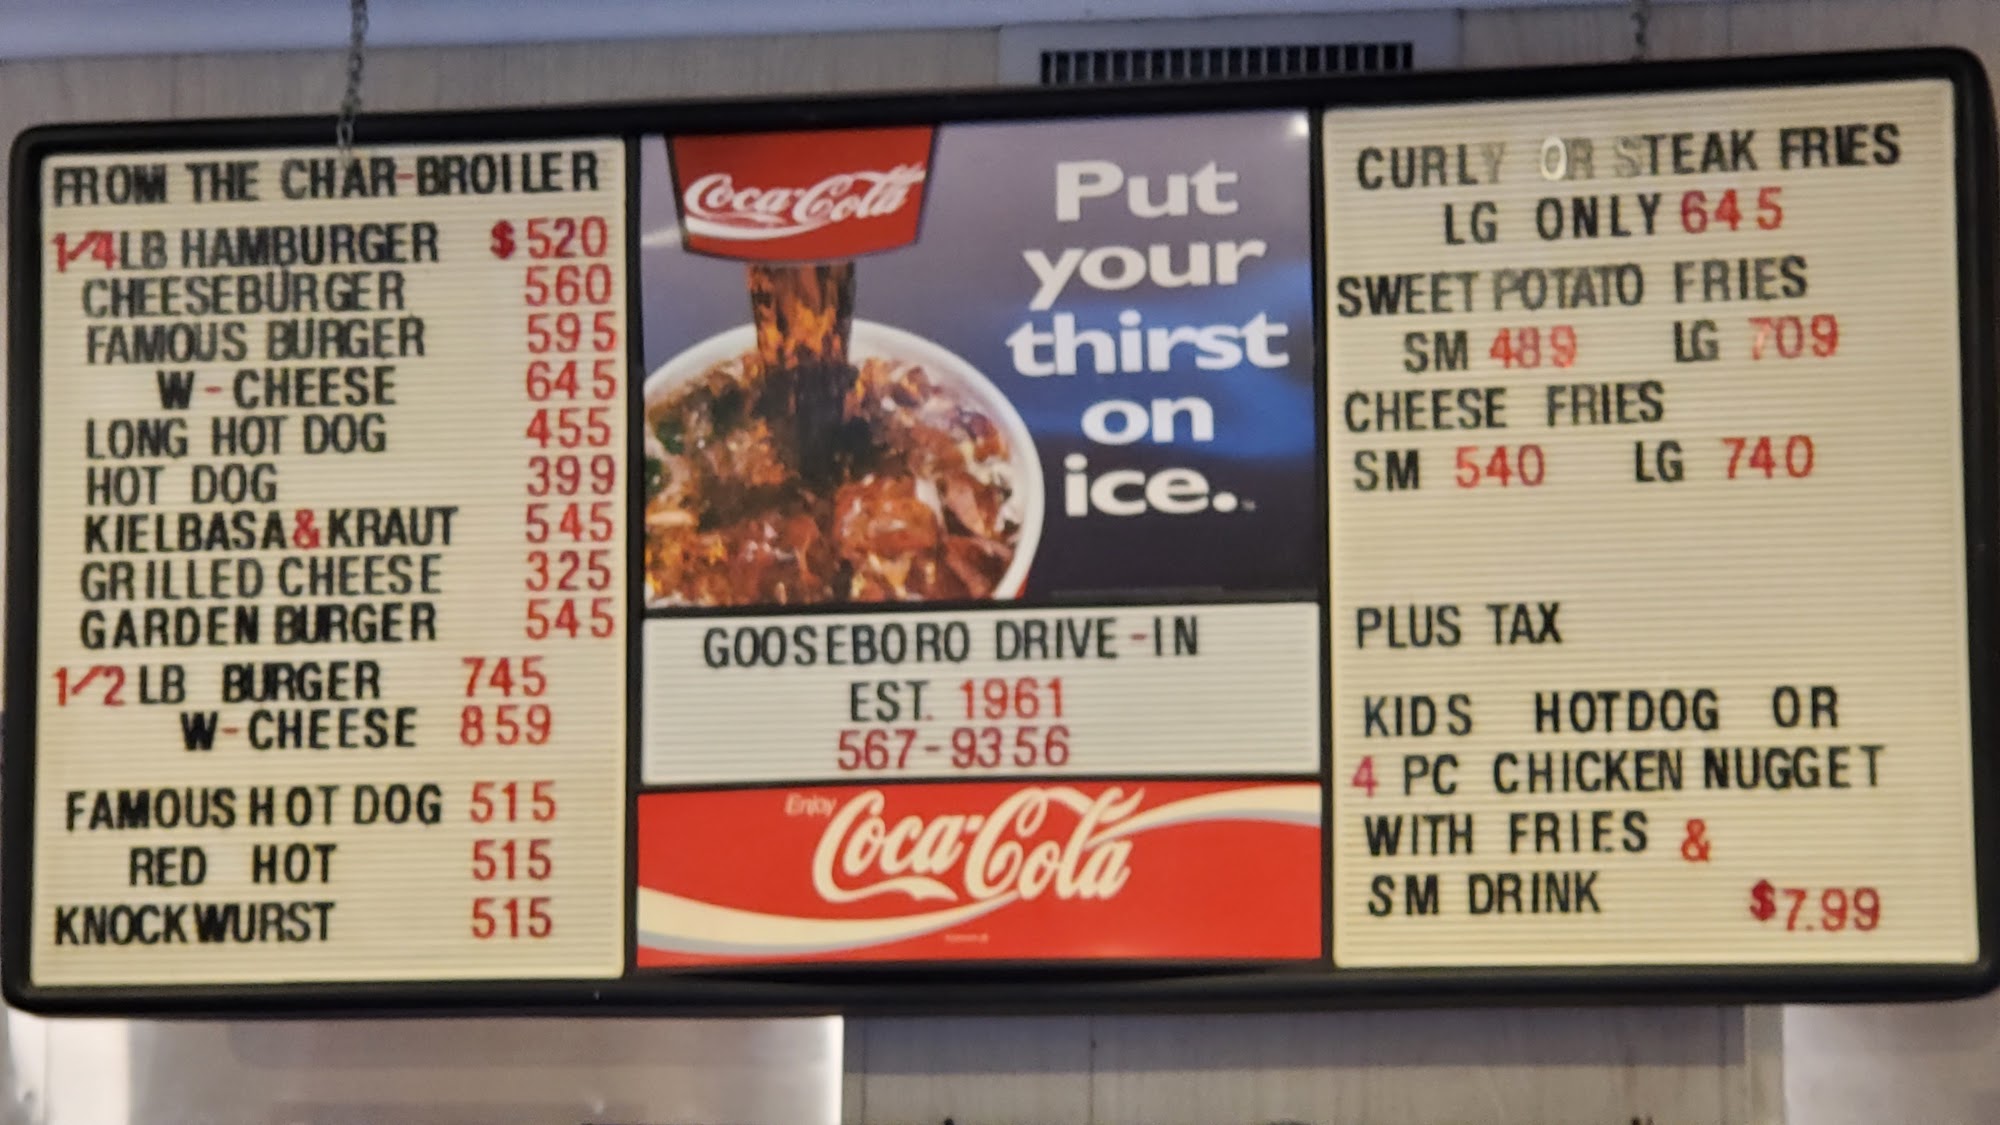 FROM THE CHAR-BROILER
1/4 LB HAMBURGER $520
CHEESEBURGER 560
FAMOUS BURGER 595
W-CHEESE 645
LONG HOT DOG 455
HOT DOG 399
KIELBASA & KRAUT 545
GRILLED CHEESE 325
GARDEN BURGER 545
1/2 LB BURGER 745
W-CHEESE 859
FAMOUS HOT DOG 515
RED HOT 515
KNOCKWURST 515
Coca-Cola
Put
your
thirst
on
ice.
GOOSEBORO DRIVE-IN
EST. 1961
567-9356
Enjoy
Coca-Cola
CURLY OR STEAK FRIES
LG ONLY 645
SWEET POTATO FRIES
SM 489 LG 709
CHEESE FRIES
SM 540 LG 740
PLUS TAX
KIDS HOTDOG OR
4 PC CHICKEN NUGGET
WITH FRIES &
SM DRINK $7.99